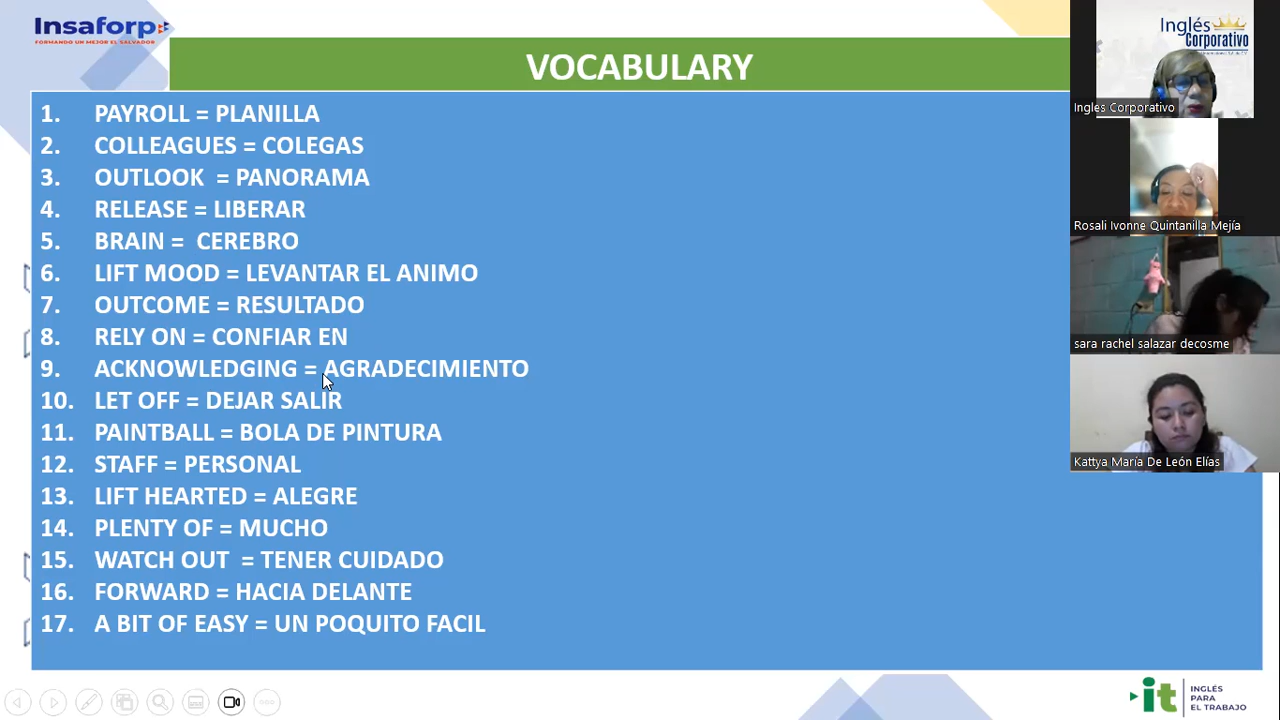 Insaforp
FORMANDO UN MEJOR EL SALVADOR
VOCABULARY
1. PAYROLL = PLANILLA
2. COLLEAGUES = COLEGAS
3. OUTLOOK = PANORAMA
4. RELEASE = LIBERAR
5. BRAIN = CEREBRO
6. LIFT MOOD = LEVANTAR EL ANIMO
7. OUTCOME = RESULTADO
8. RELY ON = CONFIAR EN
9. ACKNOWLEDGING = AGRADECIMIENTO
10. LET OFF = DEJAR SALIR
11. PAINTBALL = BOLA DE PINTURA
12. STAFF = PERSONAL
13. LIFT HEARTED = ALEGRE
14. PLENTY OF = MUCHO
15. WATCH OUT = TENER CUIDADO
16. FORWARD = HACIA DELANTE
17. A BIT OF EASY = UN POQUITO FACIL
Inglés
Corporativo
Ingles Corporativo
Rosali Ivonne Quintanilla Mejía
sara rachel salazar decosme
Kattya María De León Elías
it
INGLÉS
PARA
EL TRABAJO